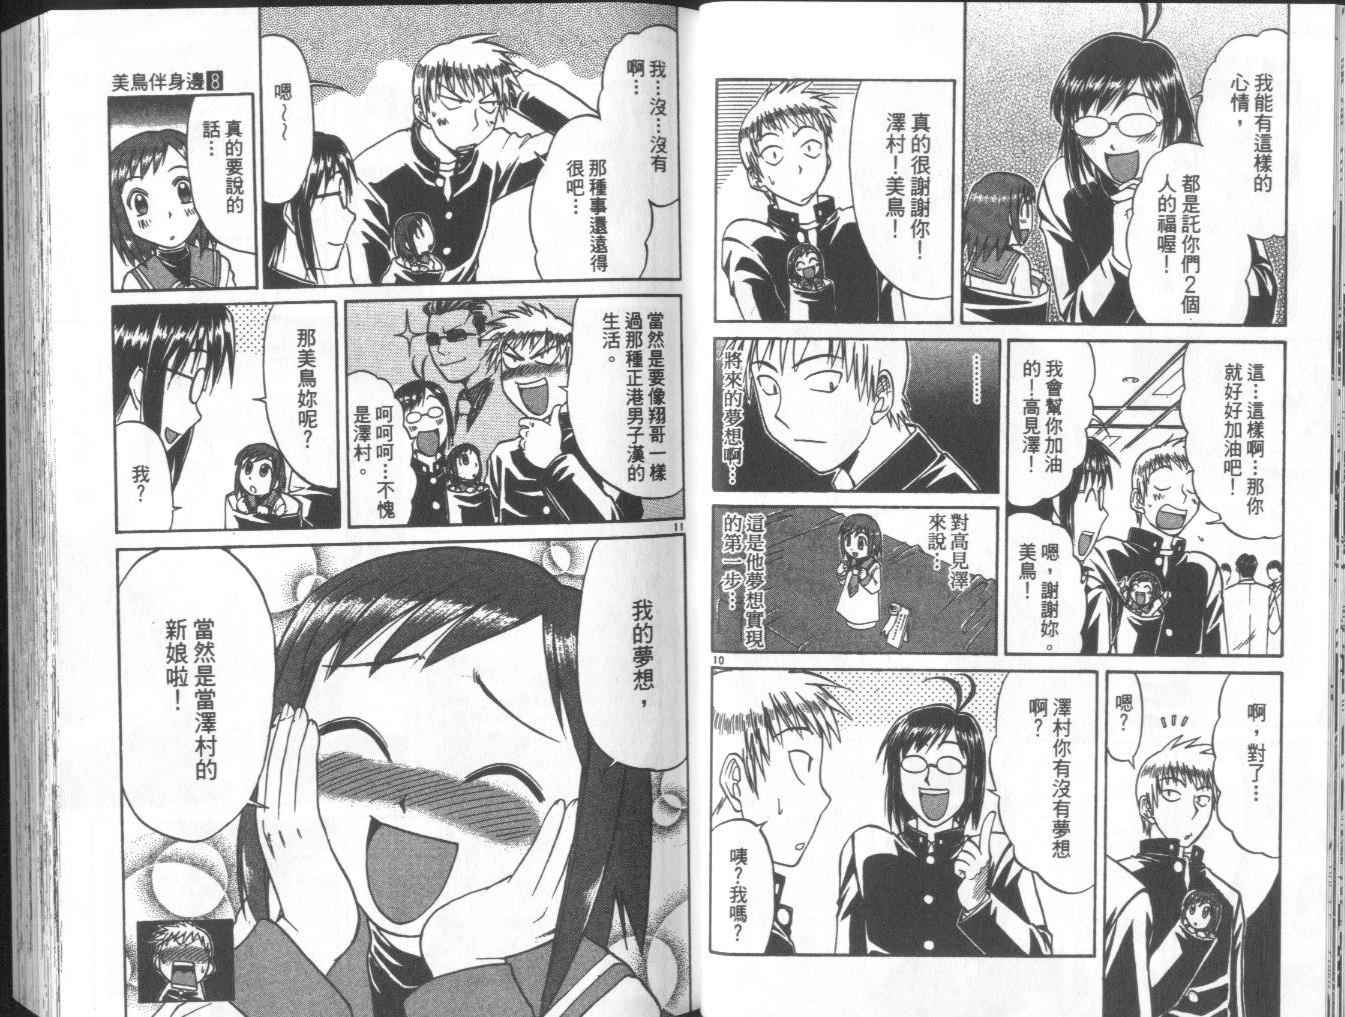 我能有這樣的
心情，
都是託你們2個
人的福喔！
真的很謝謝你！
澤村！美鳥！
這…這樣啊…那你
就好好加油吧！
我會幫你加油
的！高見澤！
嗯，謝謝妳。
美鳥！
………
將來的夢想啊…
對高見澤
來說…
這是他夢想實現
的第一步…
10
啊，對了…
嗯？
澤村你有沒有夢想
啊？
咦？我嗎？
美鳥伴身邊8
我…沒…沒有
啊…
那種事還遠得
很吧…
嗯～～
真的要說的
話…
當然是要像翔哥一樣
過那種正港男子漢的
生活。
呵呵呵…不愧
是澤村。
那美鳥妳呢？
我？
11
我的夢想，
當然是當澤村的
新娘啦！